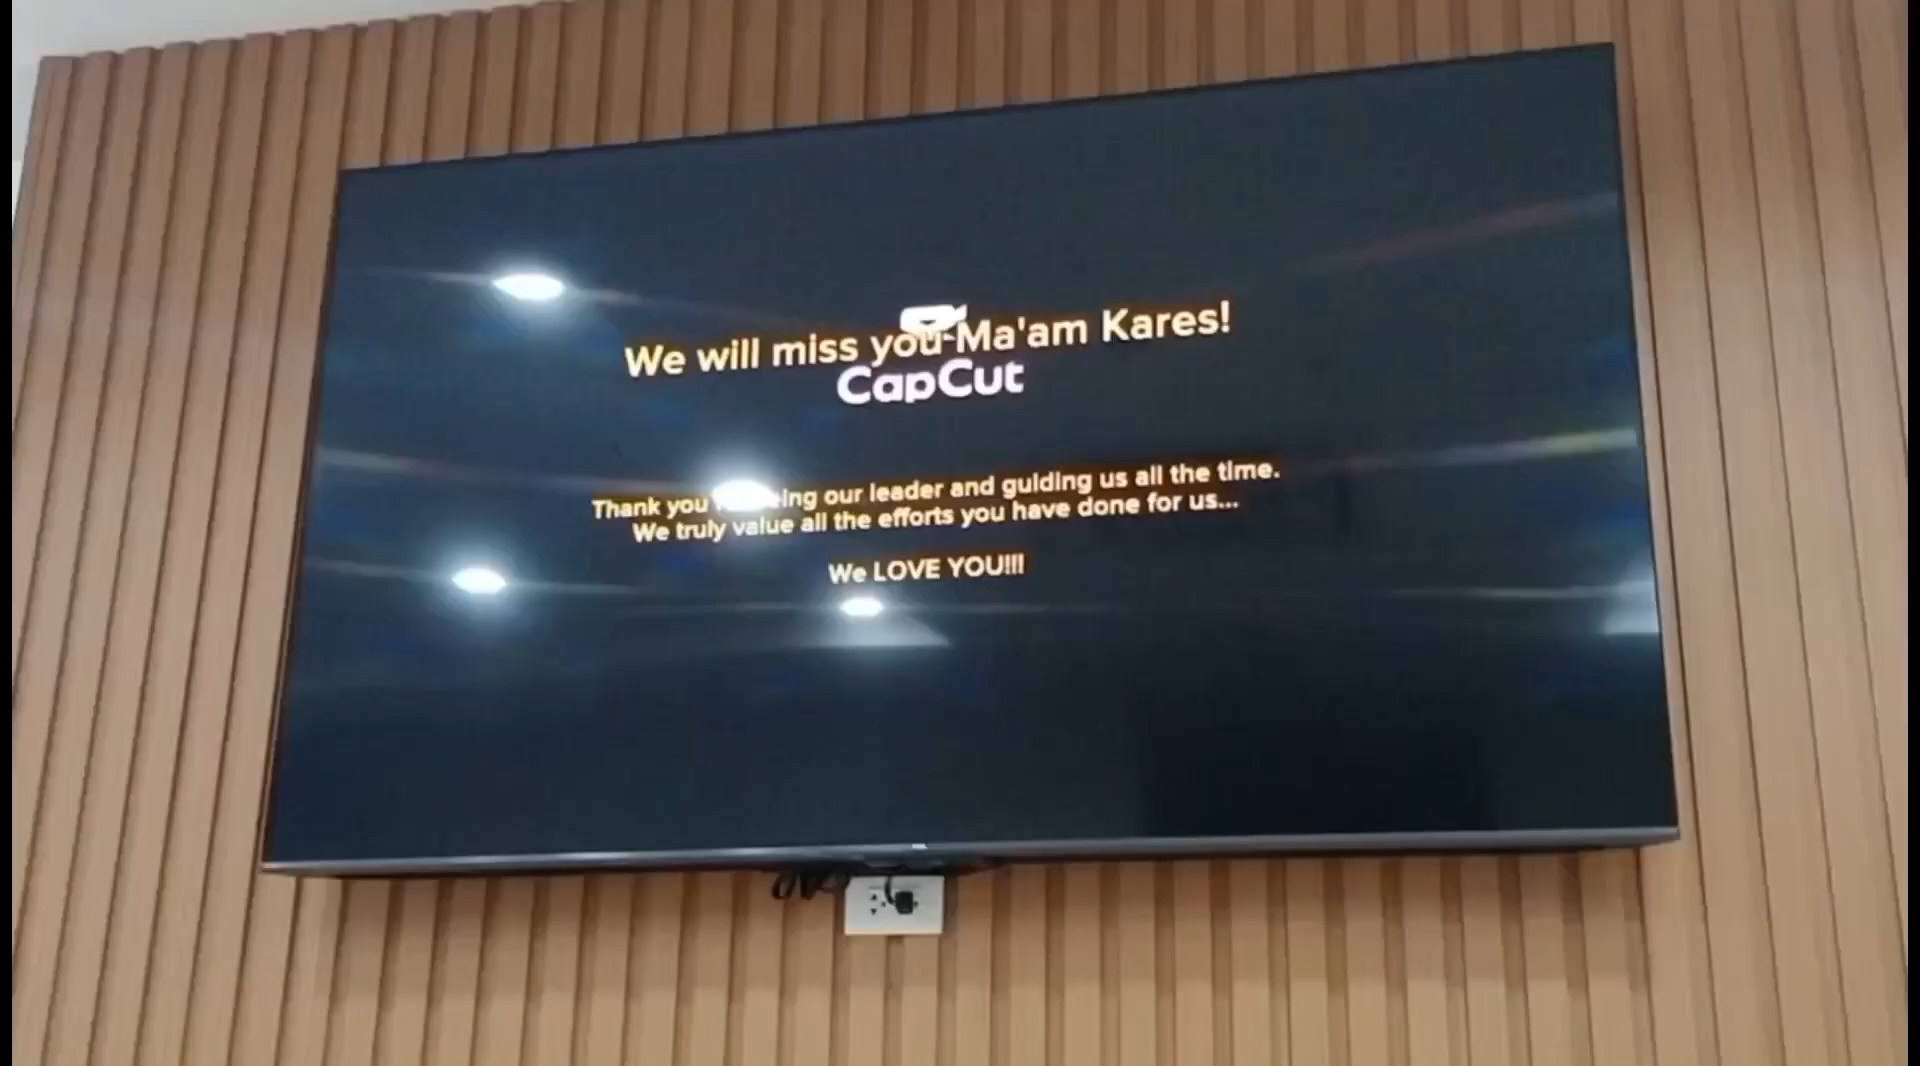 We will miss you Ma'am Kares!
CapCut
Thank you our leader and guiding us all the time.
We truly value all the efforts you have done for us...
We LOVE YOU!!!